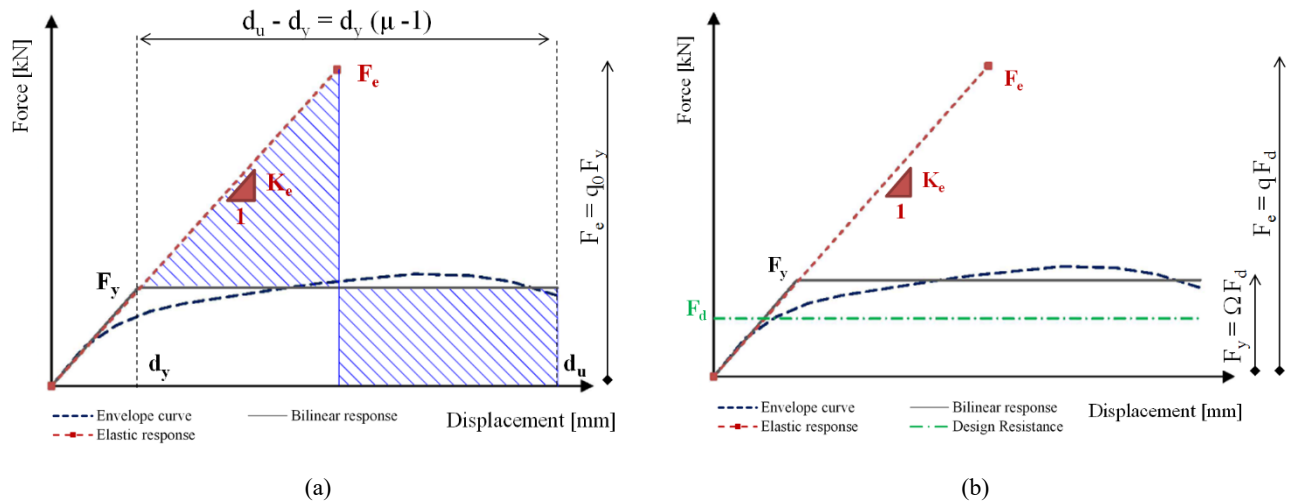 d_u - d_y = d_y (μ -1)
Force [kN]
F_e
K_e
1
F_y
d_y
d_u
F_e = q_0 F_y
Envelope curve
Bilinear response
Elastic response
Displacement [mm]
(a)
Force [kN]
F_e
K_e
1
F_y
F_d
F_e = q F_d
F_y = Ω F_d
Envelope curve
Bilinear response
Elastic response
Design Resistance
Displacement [mm]
(b)